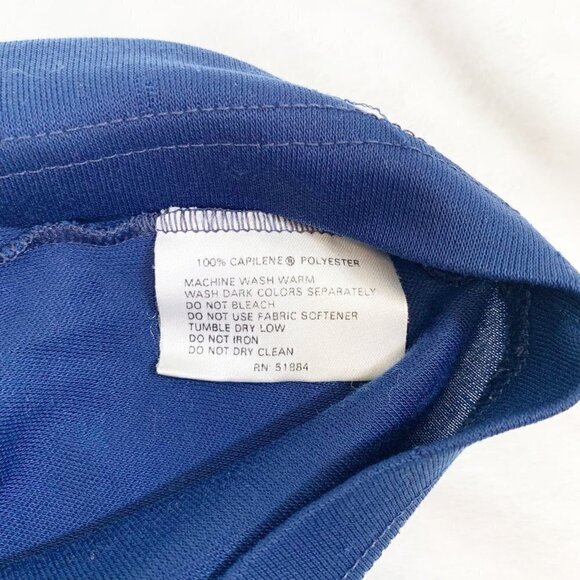 100% CAPILENE® POLYESTER
MACHINE WASH WARM
WASH DARK COLORS SEPARATELY
DO NOT BLEACH
DO NOT USE FABRIC SOFTENER
TUMBLE DRY LOW
DO NOT IRON
DO NOT DRY CLEAN
RN: 51884